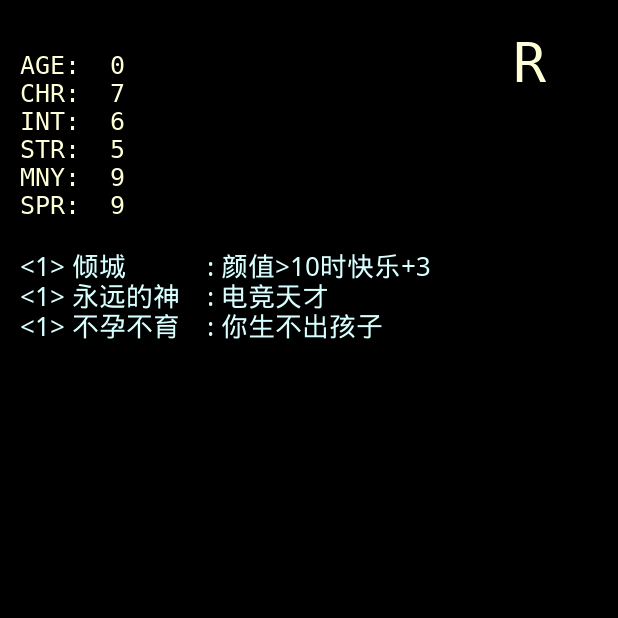 R
AGE: 0
CHR: 7
INT: 6
STR: 5
MNY: 9
SPR: 9
<1> 倾城 : 颜值>10时快乐+3
<1> 永远的神 : 电竞天才
<1> 不孕不育 : 你生不出孩子